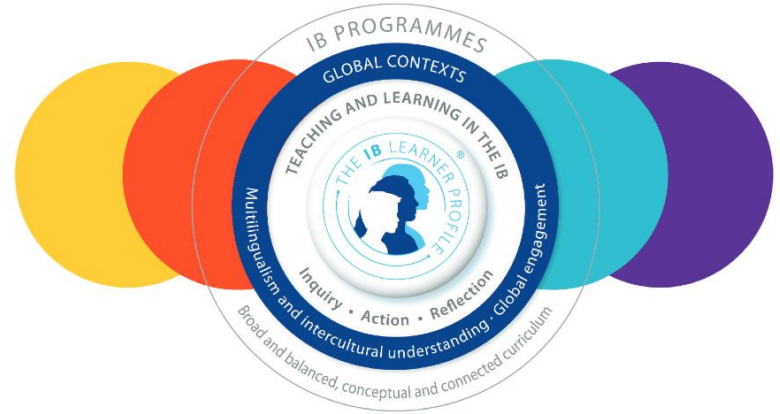 IB PROGRAMMES
GLOBAL CONTEXTS
TEACHING AND LEARNING IN THE IB
THE IB LEARNER PROFILE ®
Inquiry • Action • Reflection
Multilingualism and intercultural understanding · Global engagement
Broad and balanced, conceptual and connected curriculum